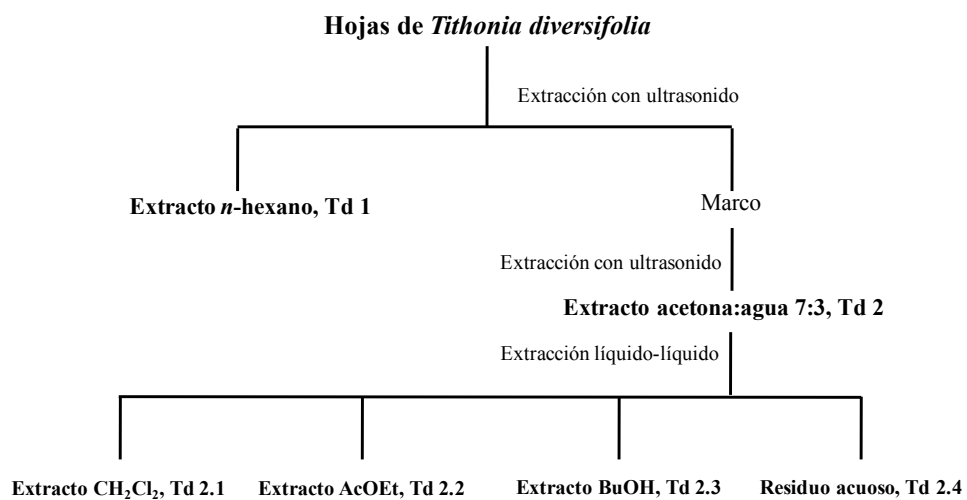 Hojas de Tithonia diversifolia
Extracción con ultrasonido
Extracto n-hexano, Td 1
Marco
Extracción con ultrasonido
Extracto acetona:agua 7:3, Td 2
Extracción líquido-líquido
Extracto CH₂Cl₂, Td 2.1
Extracto AcOEt, Td 2.2
Extracto BuOH, Td 2.3
Residuo acuoso, Td 2.4